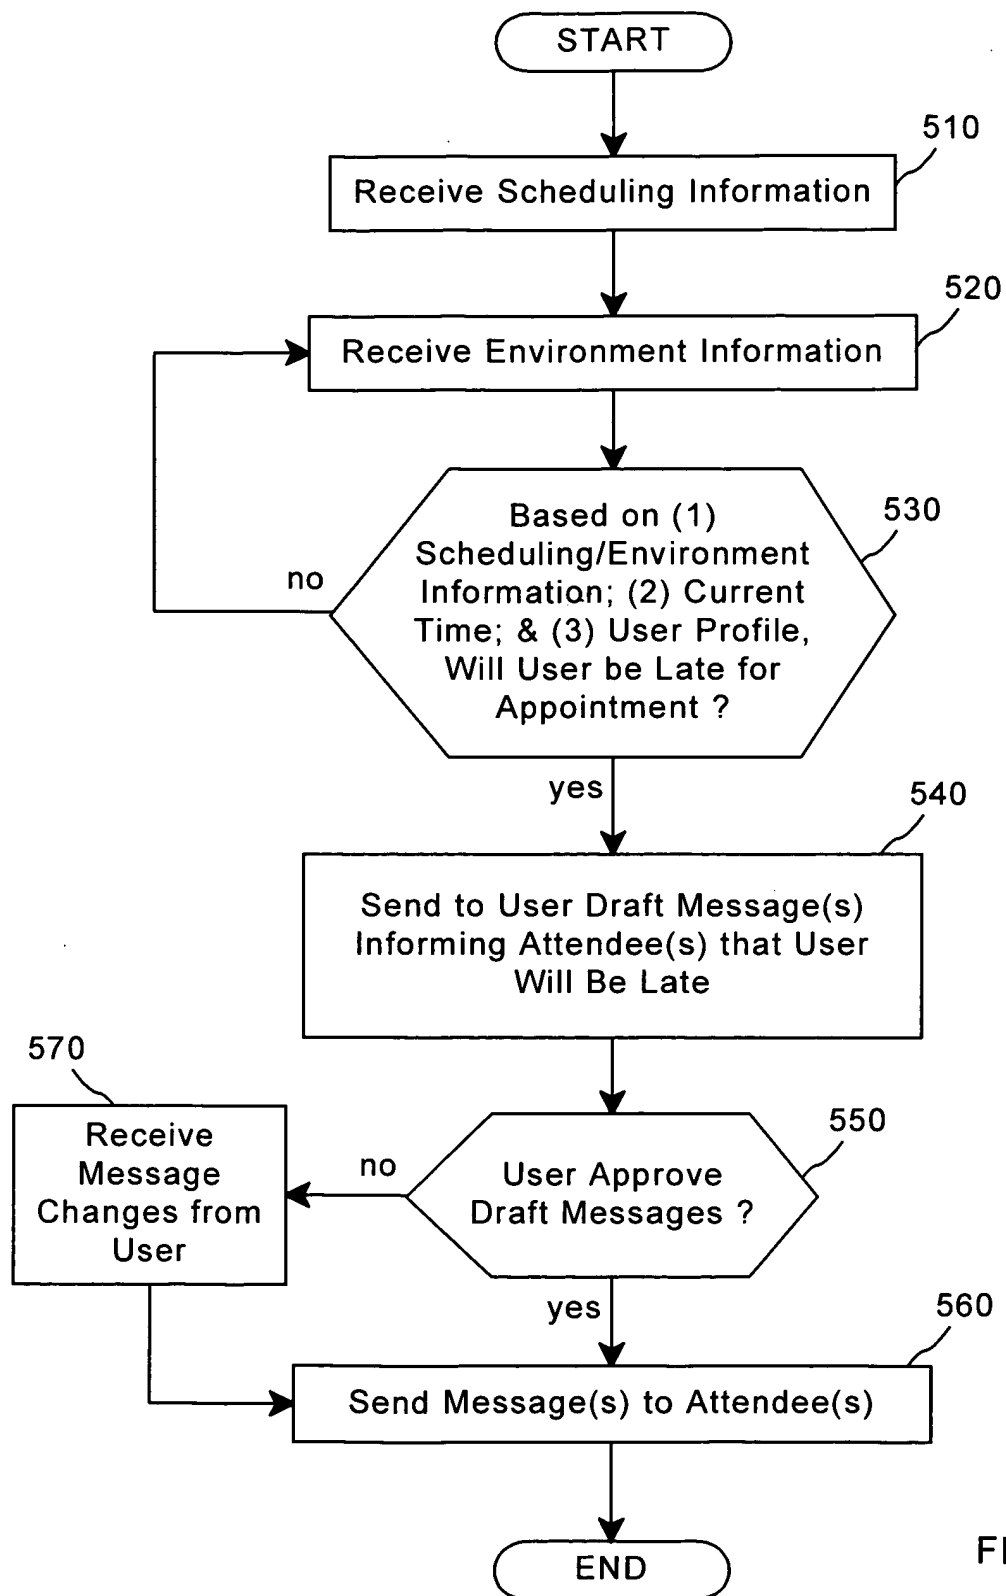 START
510
Receive Scheduling Information
520
Receive Environment Information
530
Based on (1)
Scheduling/Environment
Information; (2) Current
Time; & (3) User Profile,
Will User be Late for
Appointment ?
no
yes
540
Send to User Draft Message(s)
Informing Attendee(s) that User
Will Be Late
570
Receive
Message
Changes from
User
no
550
User Approve
Draft Messages ?
yes
560
Send Message(s) to Attendee(s)
END